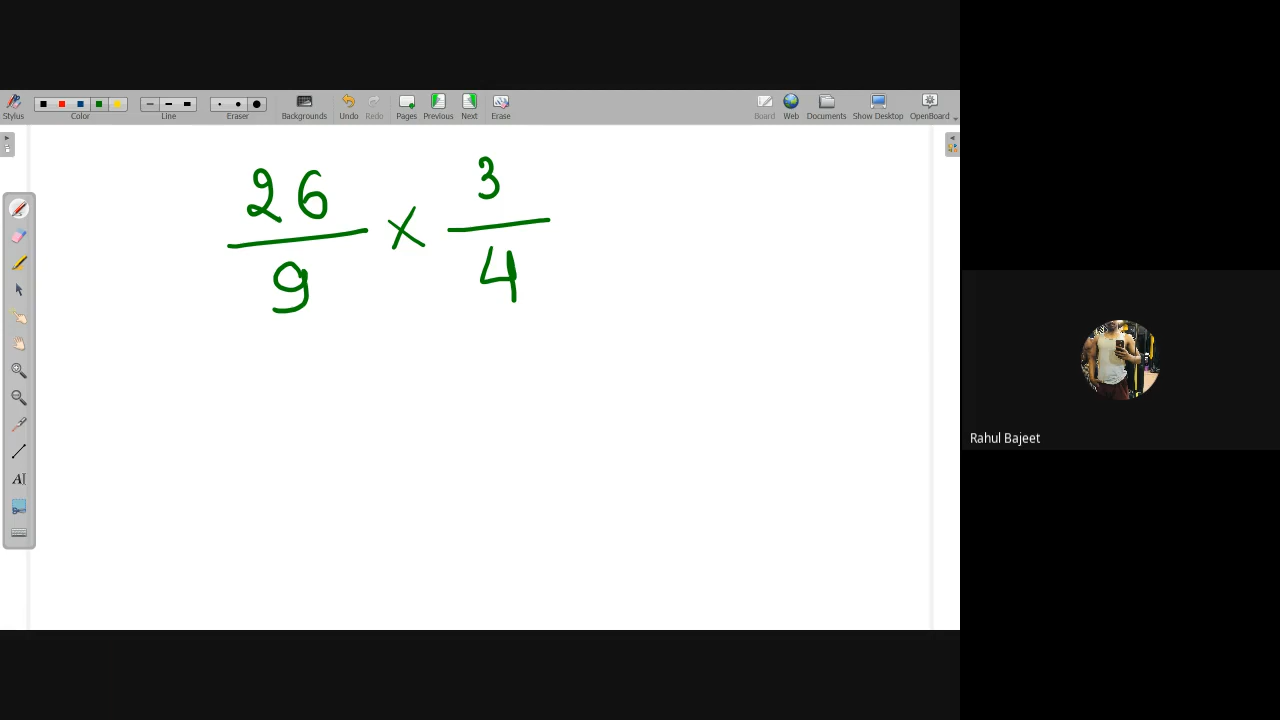 Stylus Color Line Eraser Backgrounds Undo Redo Pages Previous Next Erase Board Web Documents Show Desktop OpenBoard
26 × 3
9 4
AI
Rahul Bajeet